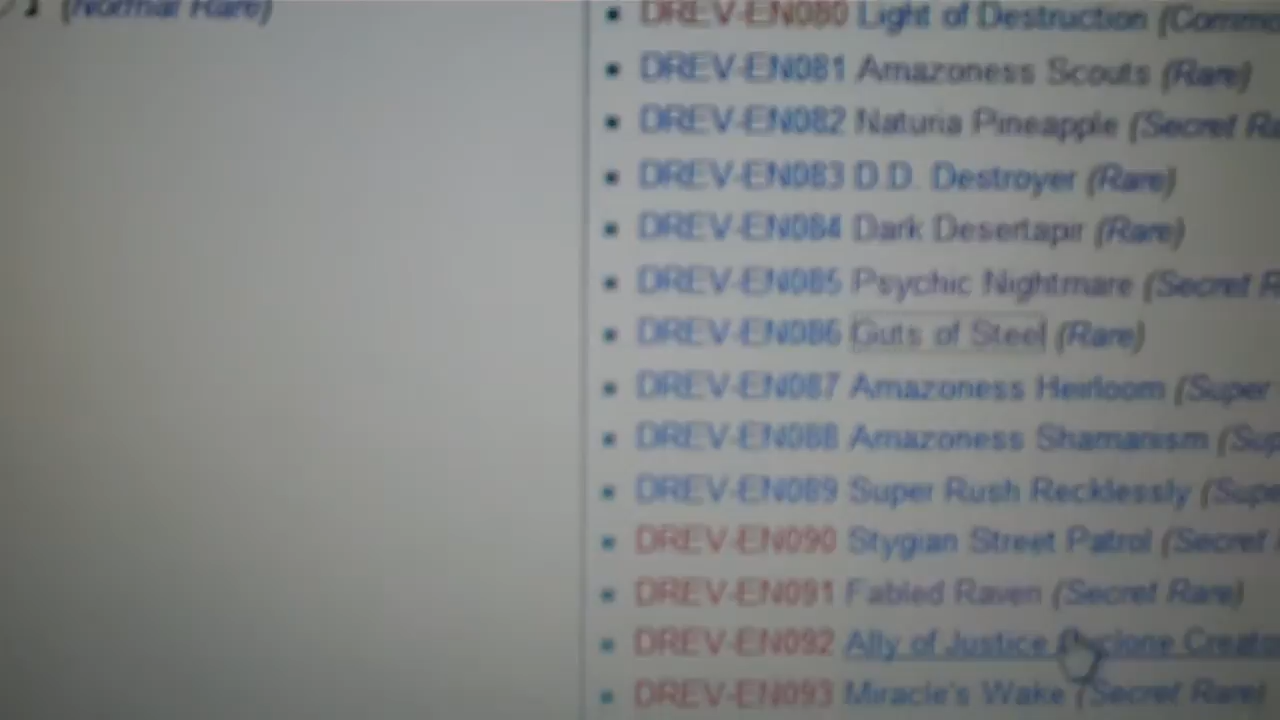 (Normal Rare)
DREV-EN080 Light of Destruction (Commo
DREV-EN081 Amazoness Scouts (Rare)
DREV-EN082 Naturia Pineapple (Secret Ra
DREV-EN083 D.D. Destroyer (Rare)
DREV-EN084 Dark Desertapir (Rare)
DREV-EN085 Psychic Nightmare (Secret R
DREV-EN086 Guts of Steel (Rare)
DREV-EN087 Amazoness Heirloom (Super
DREV-EN088 Amazoness Shamanism (Sup
DREV-EN089 Super Rush Recklessly (Supe
DREV-EN090 Stygian Street Patrol (Secret
DREV-EN091 Fabled Raven (Secret Rare)
DREV-EN092 Ally of Justice Cyclone Creato
DREV-EN093 Miracle's Wake (Secret Rare)